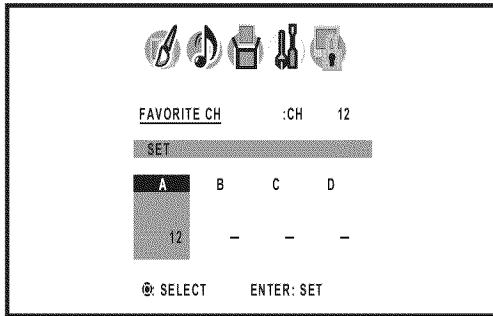 FAVORITE CH :CH 12
SET
A B C D
12 – – –
: SELECT ENTER: SET